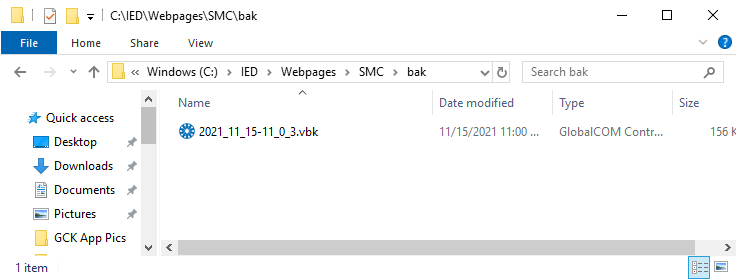 C:\IED\Webpages\SMC\bak
File Home Share View
« Windows (C:) > IED > Webpages > SMC > bak
Search bak
Name Date modified Type Size
Quick access
Desktop
Downloads
Documents
Pictures
GCK App Pics
2021_11_15-11_0_3.vbk 11/15/2021 11:00 ... GlobalCOM Contr... 156 K
1 item